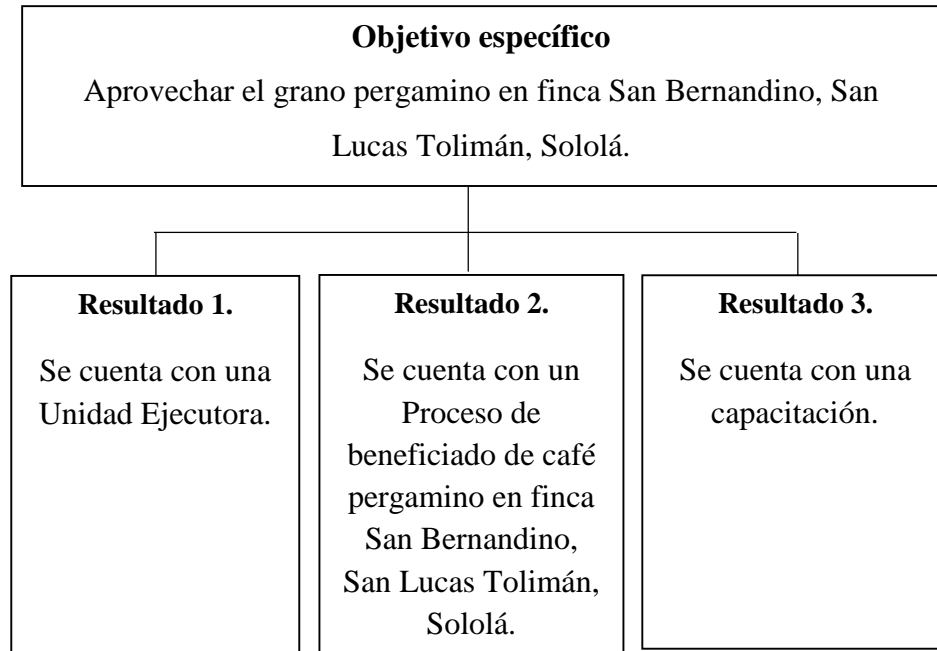 Objetivo específico
Aprovechar el grano pergamino en finca San Bernandino, San
Lucas Tolimán, Sololá.
Resultado 1.
Se cuenta con una
Unidad Ejecutora.
Resultado 2.
Se cuenta con un
Proceso de
beneficiado de café
pergamino en finca
San Bernandino,
San Lucas Tolimán,
Sololá.
Resultado 3.
Se cuenta con una
capacitación.